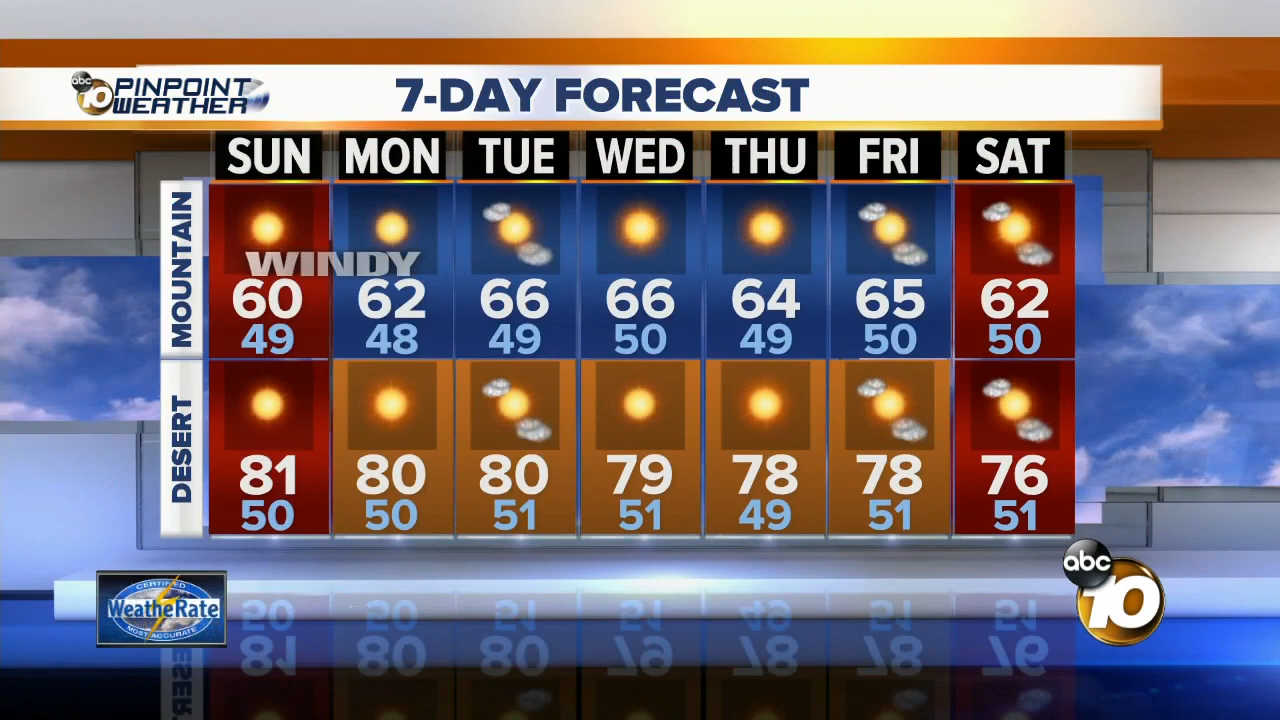 abc
10
PINPOINT
WEATHER
7-DAY FORECAST
SUN MON TUE WED THU FRI SAT
MOUNTAIN
WINDY
60 62 66 66 64 65 62
49 48 49 50 49 50 50
DESERT
81 80 80 79 78 78 76
50 50 51 51 49 51 51
CERTIFIED
WeatheRate
MOST ACCURATE
abc
10